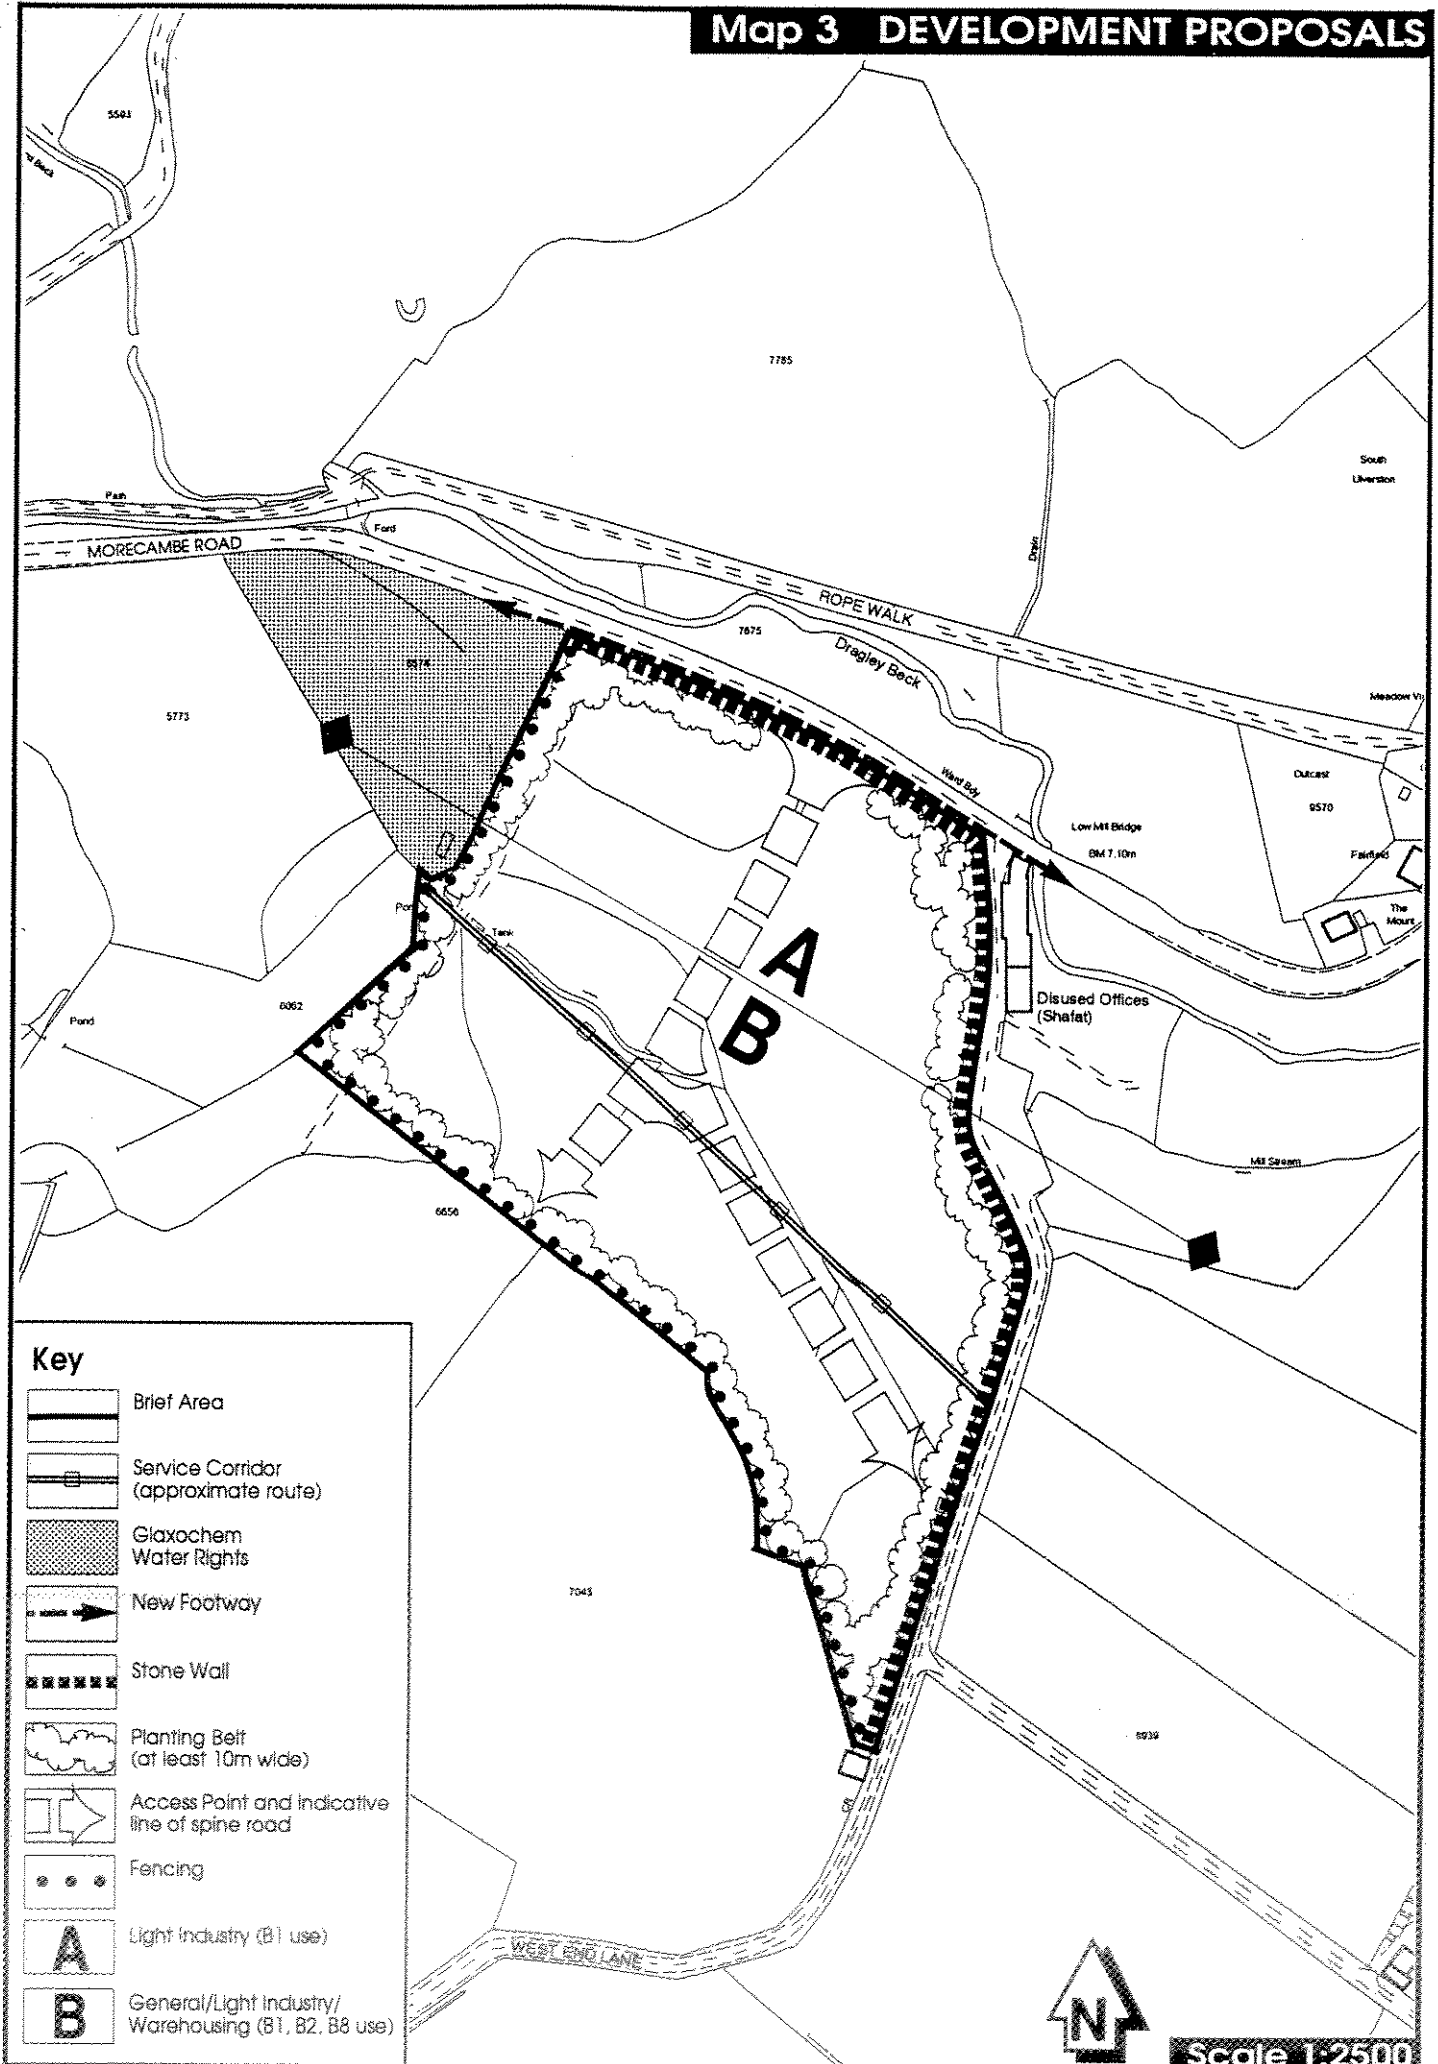 Map 3 DEVELOPMENT PROPOSALS
5593
7785
South
Ulverston
Path
Ford
MORECAMBE ROAD
Drain
ROPE WALK
7675
Dragley Beck
5773
Meadow
Outcast
9570
Ward Bdy
Low Mill Bridge
BM 7.10m
Fairfield
The
Mount
Tank
A
B
Disused Offices
(Shafat)
6062
Pond
Mill Stream
6656
7043
8939
CR
WEST END LANE
Key
Brief Area
Service Corridor
(approximate route)
Glaxochem
Water Rights
New Footway
Stone Wall
Planting Belt
(at least 10m wide)
Access Point and indicative
line of spine road
Fencing
A
Light Industry (B1 use)
B
General/Light Industry/
Warehousing (B1, B2, B8 use)
N
Scale 1:2500